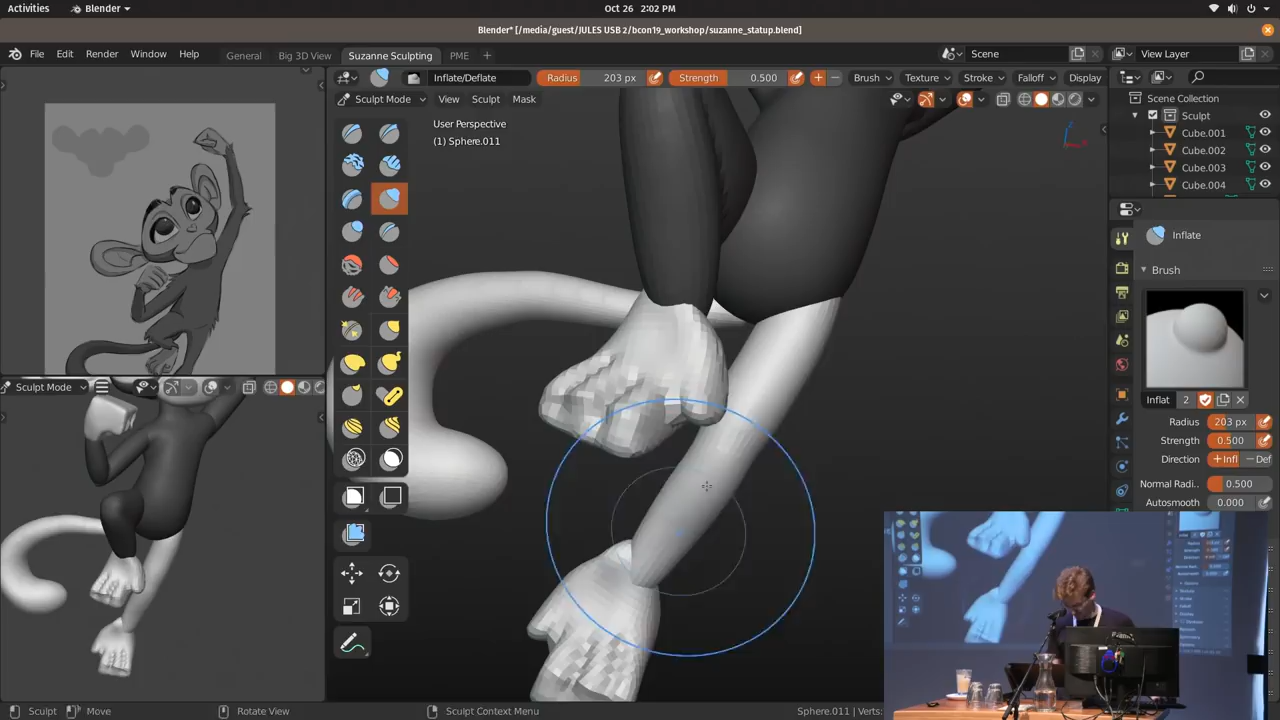 Activities Blender Oct 26 2:02 PM
Blender* [/media/guest/JULES USB 2/bcon19_workshop/suzanne_statup.blend]
File Edit Render Window Help General Big 3D View Suzanne Sculpting PME + Scene View Layer
Inflate/Deflate Radius 203 px Strength 0.500 Brush Texture Stroke Falloff Display
Sculpt Mode View Sculpt Mask
Scene Collection
Sculpt
Cube.001
Cube.002
Cube.003
Cube.004
User Perspective
(1) Sphere.011
Z
Inflate
Brush
Sculpt Mode
Inflat 2
Radius 203 px
Strength 0.500
Direction + Infl − Def
Normal Radi.. 0.500
Autosmooth 0.000
Sculpt Move Rotate View Sculpt Context Menu Sphere.011 | Verts: